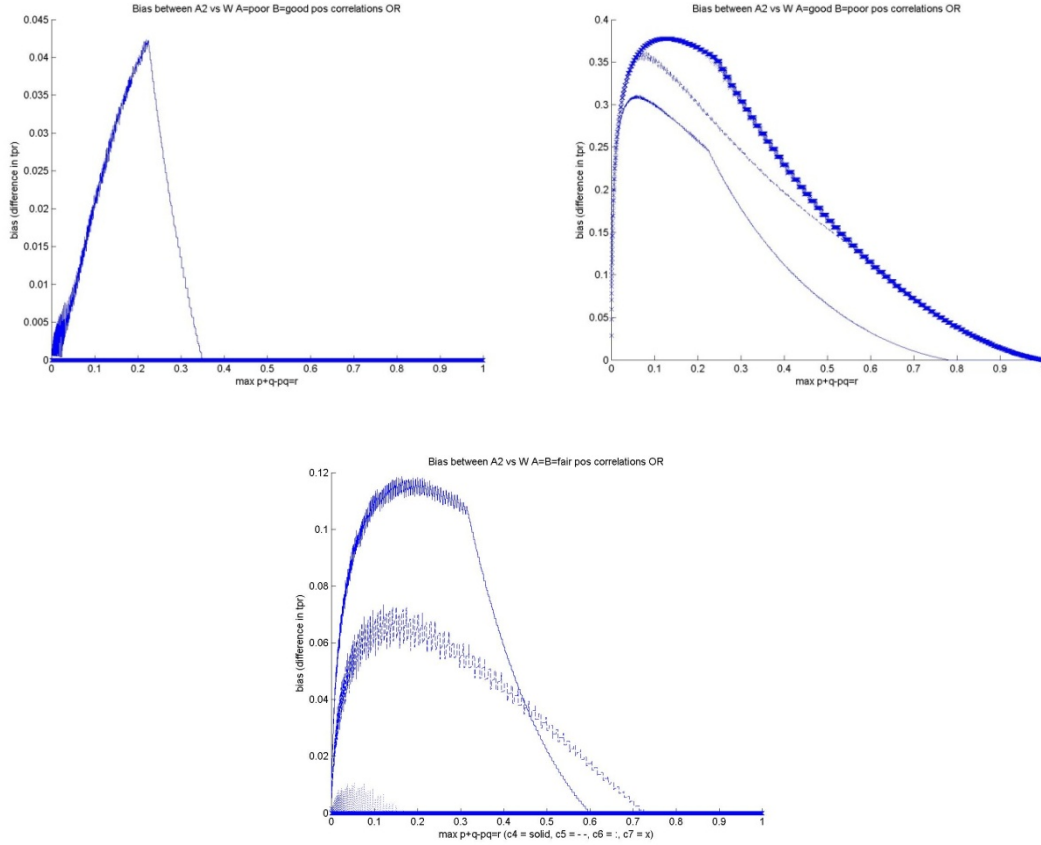 Bias between A2 vs W A=poor B=good pos correlations OR
0.045
0.04
0.035
0.03
0.025
0.02
0.015
0.01
0.005
0
bias (difference in tpr)
0 0.1 0.2 0.3 0.4 0.5 0.6 0.7 0.8 0.9 1
max p+q-pq=r
Bias between A2 vs W A=good B=poor pos correlations OR
0.4
0.35
0.3
0.25
0.2
0.15
0.1
0.05
0
bias (difference in tpr)
0 0.1 0.2 0.3 0.4 0.5 0.6 0.7 0.8 0.9
max p+q-pq=r
Bias between A2 vs W A=B=fair pos correlations OR
0.12
0.1
0.08
0.06
0.04
0.02
0
bias (difference in tpr)
0 0.1 0.2 0.3 0.4 0.5 0.6 0.7 0.8 0.9 1
max p+q-pq=r (c4 = solid, c5 = - -, c6 = :, c7 = x)